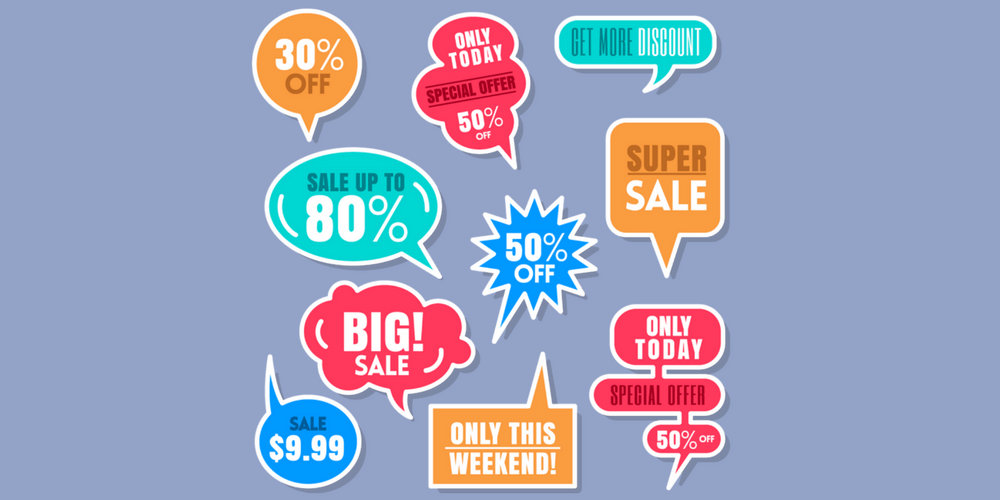 30%
OFF
ONLY
TODAY
SPECIAL OFFER
50%
OFF
GET MORE DISCOUNT
SUPER
SALE
SALE UP TO
80%
50%
OFF
BIG!
SALE
ONLY
TODAY
SPECIAL OFFER
50% OFF
SALE
$9.99
ONLY THIS
WEEKEND!